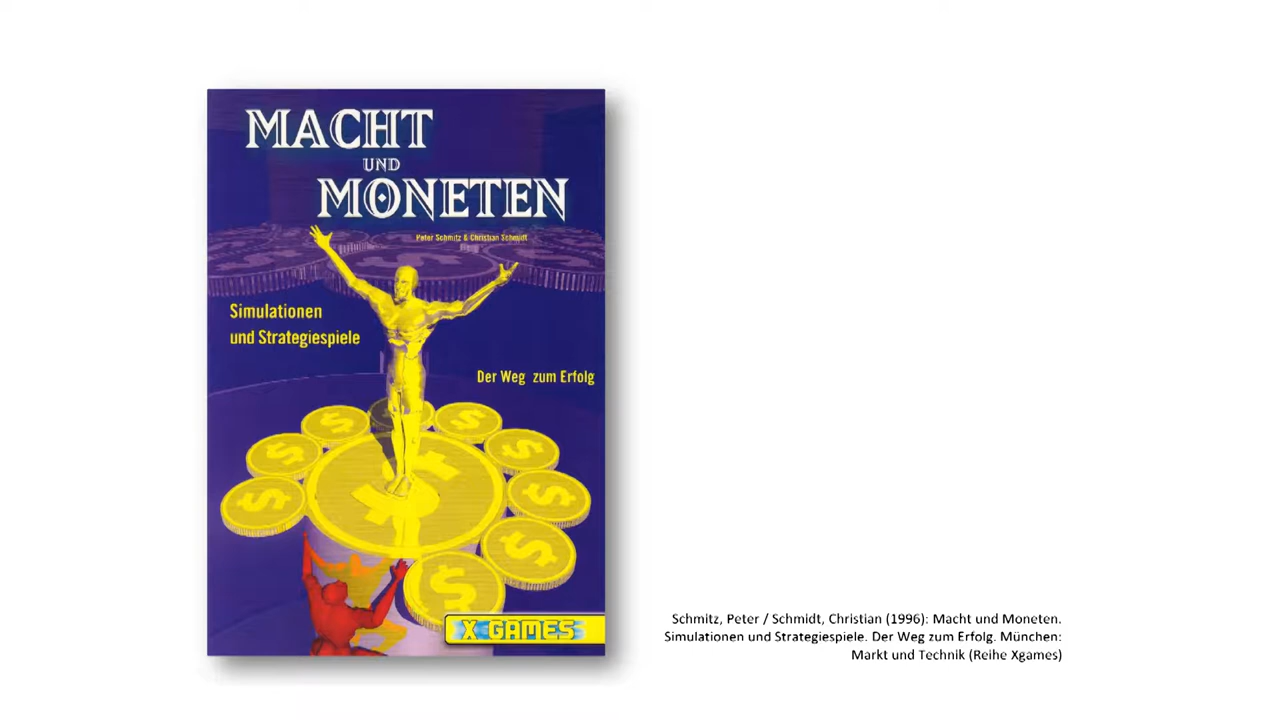 MACHT
UND
MONETEN
Peter Schmitz & Christian Schmidt
Simulationen
und Strategiespiele
Der Weg zum Erfolg
X GAMES
Schmitz, Peter / Schmidt, Christian (1996): Macht und Moneten.
Simulationen und Strategiespiele. Der Weg zum Erfolg. München:
Markt und Technik (Reihe Xgames)